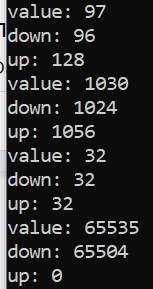 value: 97
down: 96
up: 128
value: 1030
down: 1024
up: 1056
value: 32
down: 32
up: 32
value: 65535
down: 65504
up: 0